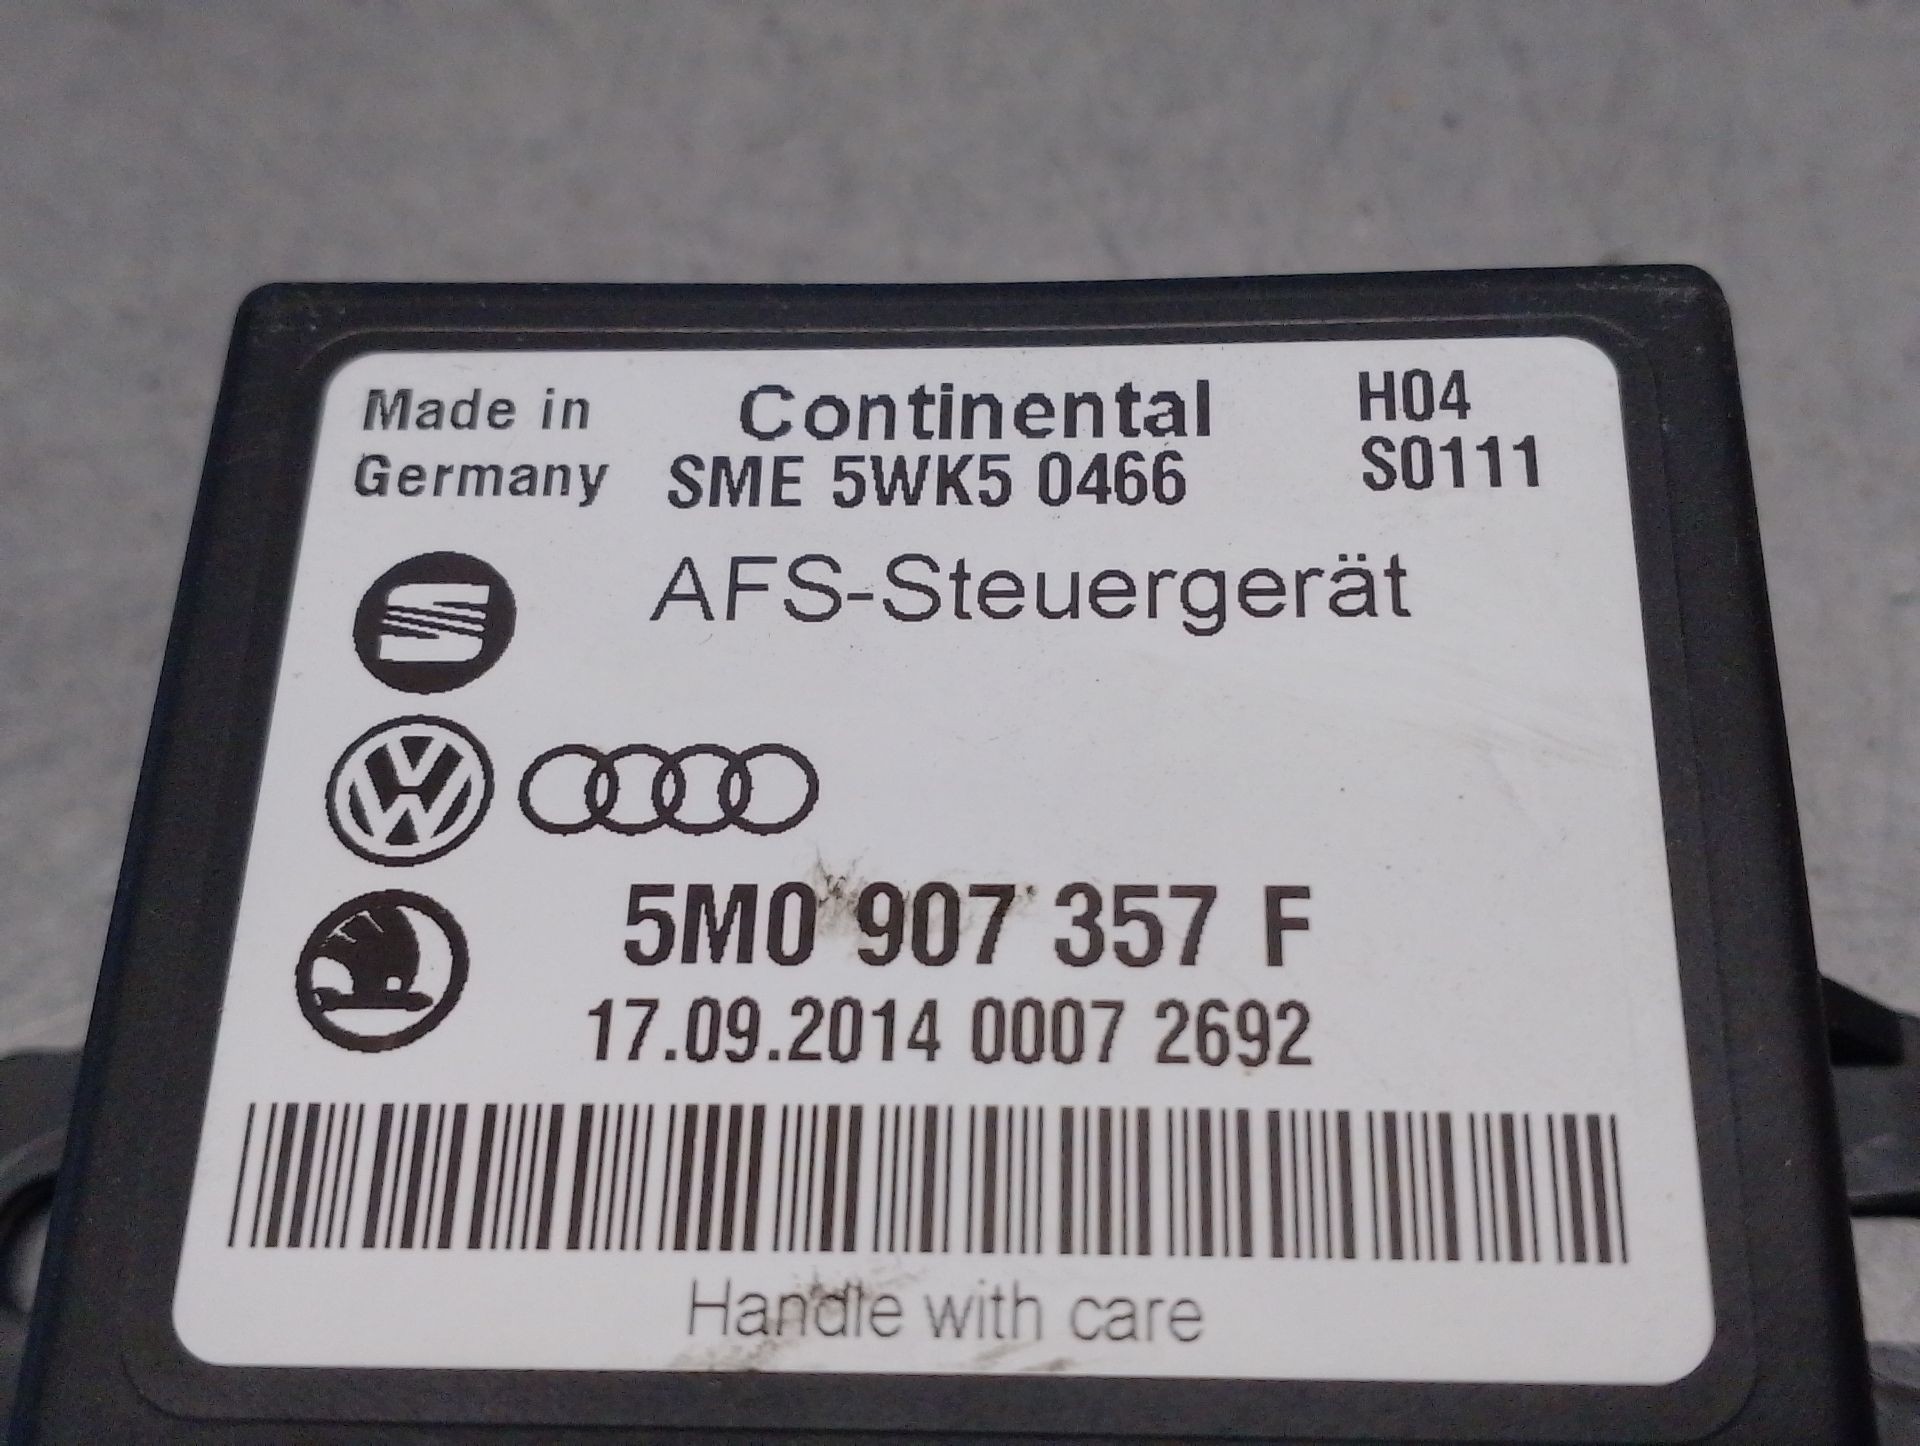 Made in
Germany
Continental
SME 5WK5 0466
H04
S0111
AFS-Steuergerät
5M0 907 357 F
17.09.2014 0007 2692
Handle with care